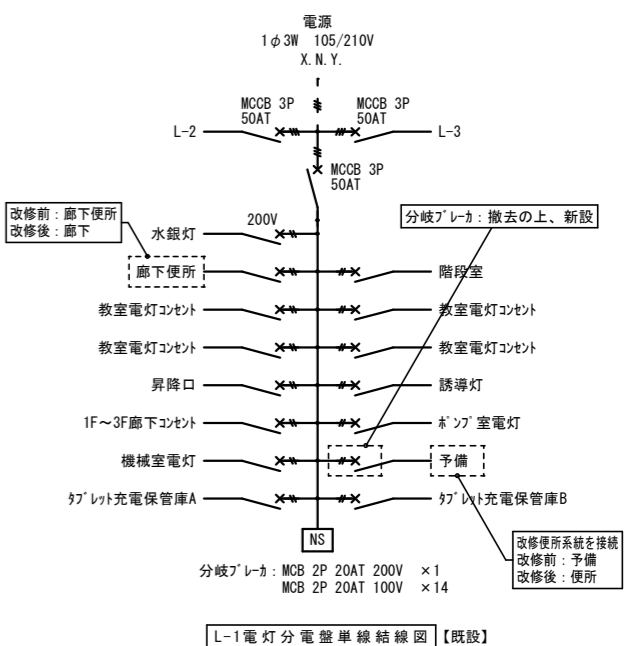 電源
1φ3W 105/210V
X.N.Y.
MCCB 3P
50AT
MCCB 3P
50AT
L-2
L-3
MCCB 3P
50AT
改修前：廊下便所
改修後：廊下
分岐ﾌﾞﾚｰｶ：撤去の上、新設
水銀灯
200V
廊下便所
階段室
教室電灯ｺﾝｾﾝﾄ
教室電灯ｺﾝｾﾝﾄ
教室電灯ｺﾝｾﾝﾄ
教室電灯ｺﾝｾﾝﾄ
昇降口
誘導灯
1F～3F廊下ｺﾝｾﾝﾄ
ﾎﾟﾝﾌﾟ室電灯
機械室電灯
予備
ﾀﾌﾞﾚｯﾄ充電保管庫A
ﾀﾌﾞﾚｯﾄ充電保管庫B
NS
改修便所系統を接続
改修前：予備
改修後：便所
分岐ﾌﾞﾚｰｶ：MCB 2P 20AT 200V ×1
MCB 2P 20AT 100V ×14
L-1電灯分電盤単線結線図【既設】